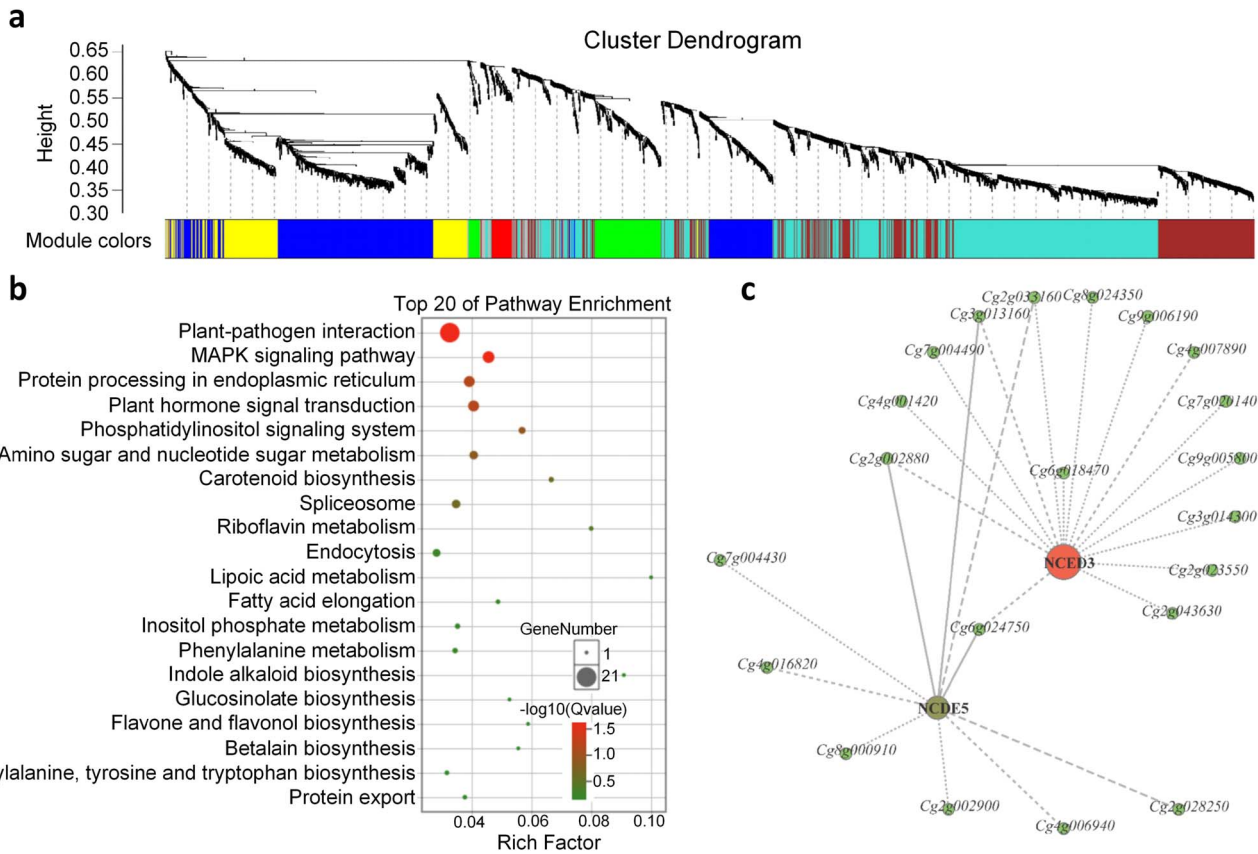 a
Cluster Dendrogram
Height
0.65
0.60
0.55
0.50
0.45
0.40
0.35
0.30
Module colors
b
Top 20 of Pathway Enrichment
Plant-pathogen interaction
MAPK signaling pathway
Protein processing in endoplasmic reticulum
Plant hormone signal transduction
Phosphatidylinositol signaling system
Amino sugar and nucleotide sugar metabolism
Carotenoid biosynthesis
Spliceosome
Riboflavin metabolism
Endocytosis
Lipoic acid metabolism
Fatty acid elongation
Inositol phosphate metabolism
Phenylalanine metabolism
Indole alkaloid biosynthesis
Glucosinolate biosynthesis
Flavone and flavonol biosynthesis
Betalain biosynthesis
ylalanine, tyrosine and tryptophan biosynthesis
Protein export
GeneNumber
1
21
-log10(Qvalue)
1.5
1.0
0.5
0.04 0.06 0.08 0.10
Rich Factor
c
Cg2g033160
Cg8g024350
Cg3g013160
Cg9g006190
Cg7g004490
Cg4g007890
Cg4g001420
Cg7g020140
Cg2g002880
Cg6g018470
Cg9g005800
Cg3g014300
Cg7g004430
NCED3
Cg2g023550
Cg2g043630
Cg6g024750
Cg4g016820
NCDE5
Cg8g000910
Cg2g002900
Cg2g028250
Cg4g006940